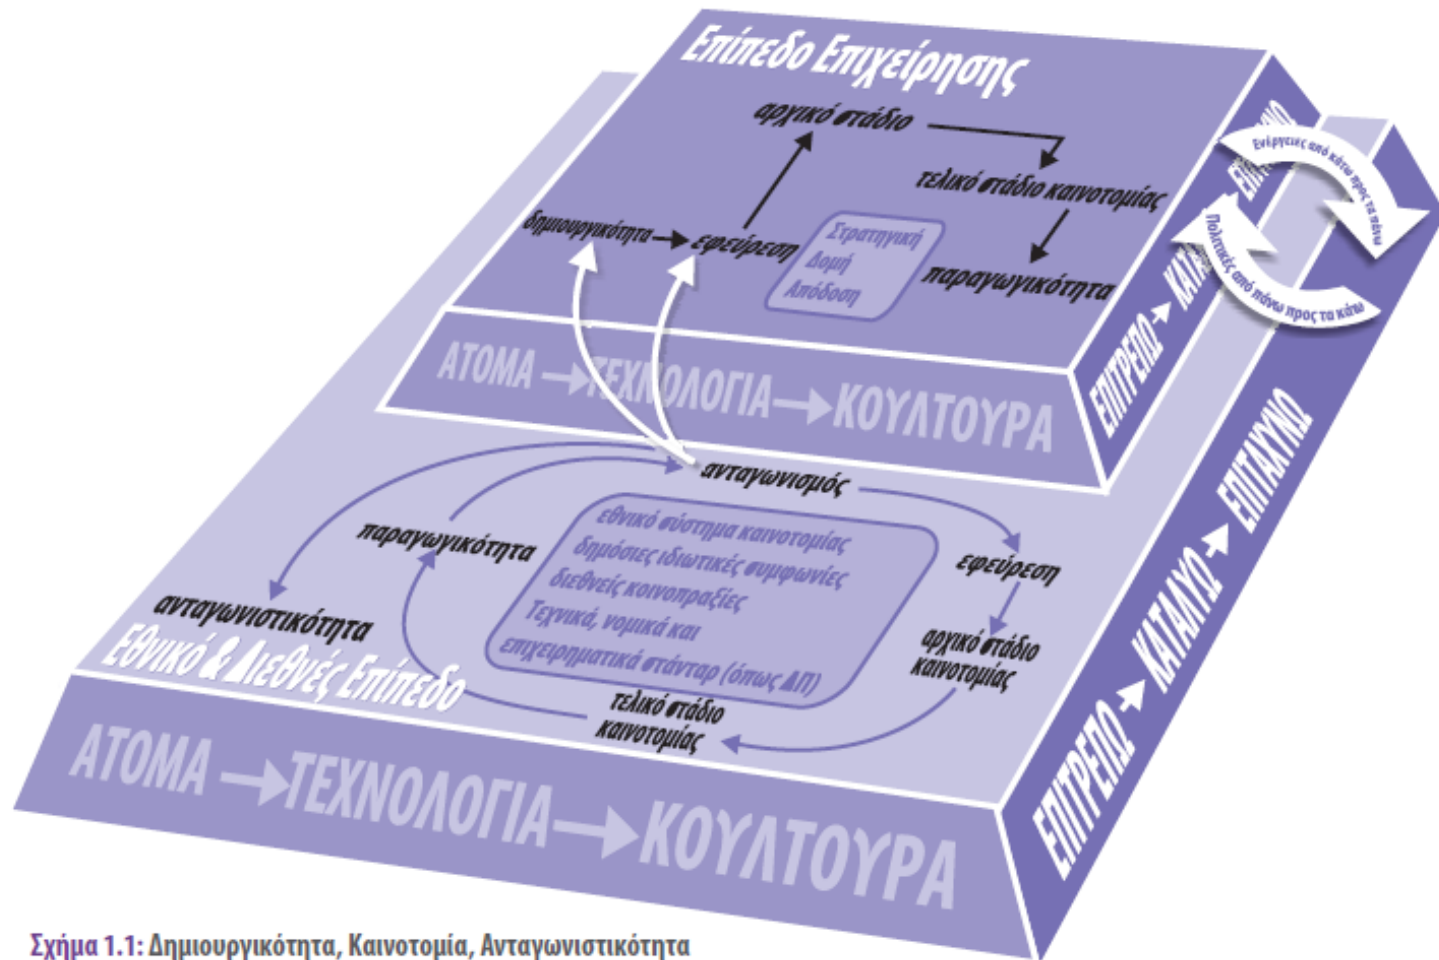 Επίπεδο Επιχείρησης
αρχικό στάδιο
τελικό στάδιο καινοτομίας
δημιουργικότητα
εφεύρεση
Στρατηγική
Δομή
Απόδοση
παραγωγικότητα
ΑΤΟΜΑ ΤΕΧΝΟΛΟΓΙΑ ΚΟΥΛΤΟΥΡΑ
ΕΠΙΤΡΕΠΩ
Ενέργειες από κάτω προς τα πάνω
Πολιτικές από πάνω προς τα κάτω
ανταγωνισμός
παραγωγικότητα
εθνικό σύστημα καινοτομίας
δημόσιες ιδιωτικές συμφωνίες
διεθνείς κοινοπραξίες
Τεχνικά, νομικά και
επιχειρηματικά στάνταρ (όπως ΔΠ)
εφεύρεση
ανταγωνιστικότητα
αρχικό στάδιο
καινοτομίας
Εθνικό & Διεθνές Επίπεδο
τελικό στάδιο
καινοτομίας
ΑΤΟΜΑ ΤΕΧΝΟΛΟΓΙΑ ΚΟΥΛΤΟΥΡΑ
ΕΠΙΤΡΕΠΩ ΚΑΤΑΛΥΩ ΕΠΙΤΑΧΥΝΩ
Σχήμα 1.1: Δημιουργικότητα, Καινοτομία, Ανταγωνιστικότητα